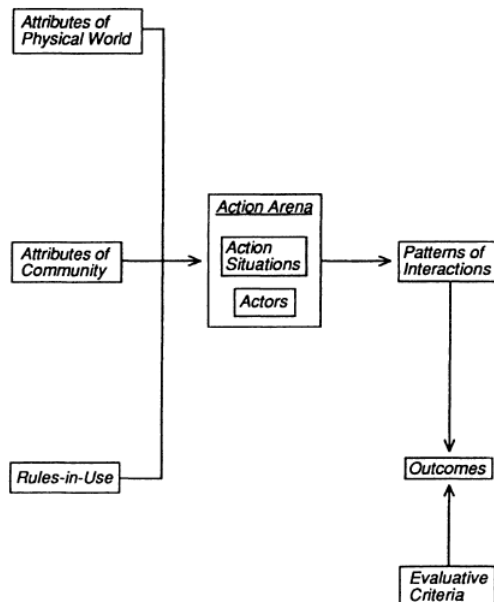 Attributes of
Physical World
Action Arena
Action
Situations
Actors
Attributes of
Community
Patterns of
Interactions
Rules-in-Use
Outcomes
Evaluative
Criteria